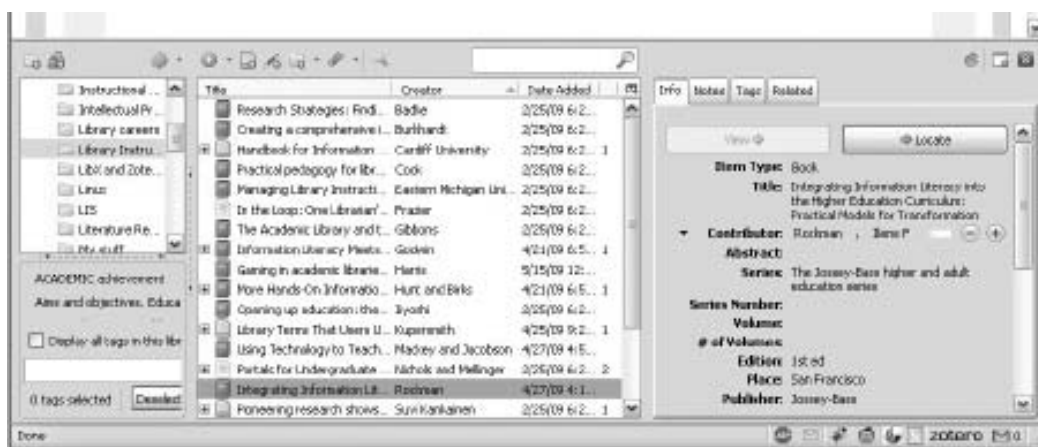 Instructional ...
Intellectual Pr...
Library careers
Library Instru...
LibX and Zote...
Linux
LIS
Literature Re...
My stuff
ACADEMIC achievement
Aims and objectives. Educa
Display all tags in this libr
0 tags selected
Deselect
Title Creator Date Added
Research Strategies: Findi... Badke 2/25/09 6:2...
Creating a comprehensive i... Burkhardt 2/25/09 6:2...
Handbook for Information ... Cardiff University 2/25/09 6:2... 1
Practical pedagogy for libr... Cook 2/25/09 6:2...
Managing Library Instructi... Eastern Michigan Uni... 2/25/09 6:2...
In the Loop: One Librarian'... Frazier 2/25/09 6:2...
The Academic Library and t... Gibbons 2/25/09 6:2...
Information Literacy Meets... Godwin 4/21/09 6:5... 1
Gaming in academic librarie... Harris 5/15/09 12:...
More Hands-On Informatio... Hunt and Birks 4/21/09 6:5... 1
Opening up education : the... Iiyoshi 2/25/09 6:2...
Library Terms That Users U... Kupersmith 4/25/09 9:2... 1
Using Technology to Teach... Mackey and Jacobson 4/27/09 4:5...
Portals for Undergraduate ... Nichols and Mellinger 2/25/09 6:2... 2
Integrating Information Lit... Rockman 4/27/09 4:1...
Pioneering research shows... Suvi Kankainen 2/25/09 6:2... 1
Info Notes Tags Related
View Locate
Item Type: Book
Title: Integrating Information Literacy into
the Higher Education Curriculum:
Practical Models for Transformation
Contributor: Rockman , Ilene F
Abstract:
Series: The Jossey-Bass higher and adult
education series
Series Number:
Volume:
# of Volumes:
Edition: 1st ed
Place: San Francisco
Publisher: Jossey-Bass
Done
zotero
0